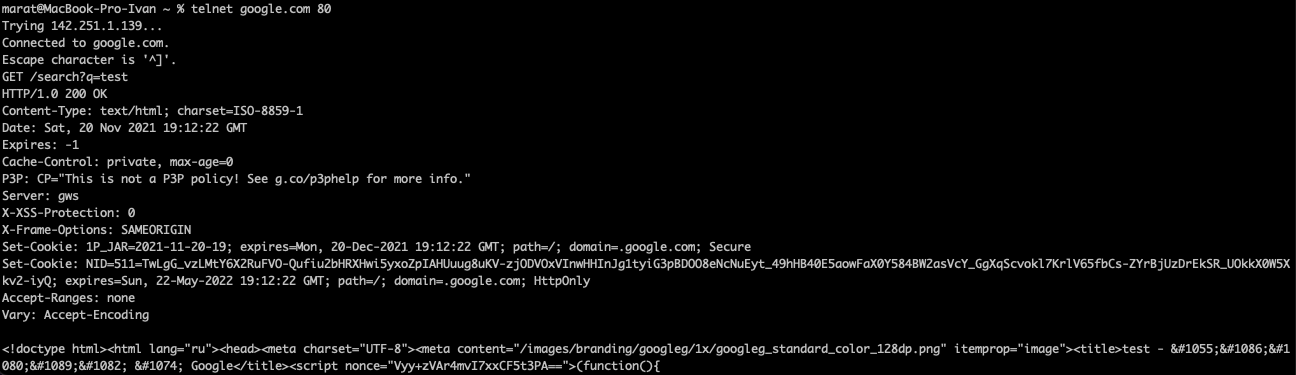 marat@MacBook-Pro-Ivan ~ % telnet google.com 80
Trying 142.251.1.139...
Connected to google.com.
Escape character is '^]'.
GET /search?q=test
HTTP/1.0 200 OK
Content-Type: text/html; charset=ISO-8859-1
Date: Sat, 20 Nov 2021 19:12:22 GMT
Expires: -1
Cache-Control: private, max-age=0
P3P: CP="This is not a P3P policy! See g.co/p3phelp for more info."
Server: gws
X-XSS-Protection: 0
X-Frame-Options: SAMEORIGIN
Set-Cookie: 1P_JAR=2021-11-20-19; expires=Mon, 20-Dec-2021 19:12:22 GMT; path=/; domain=.google.com; Secure
Set-Cookie: NID=511=TwLgG_vzLMtY6X2RuFVO-Qufiu2bHRXHwi5yxoZpIAHUuug8uKV-zjODVOxVInwHHInJg1tyiG3pBDOO8eNcNuEyt_49hHB40E5aowFaX0Y584BW2asVcY_GgXqScvokl7KrlV65fbCs-ZYrBjUzDrEkSR_UOkkX0W5X
kv2-iyQ; expires=Sun, 22-May-2022 19:12:22 GMT; path=/; domain=.google.com; HttpOnly
Accept-Ranges: none
Vary: Accept-Encoding
<!doctype html><html lang="ru"><head><meta charset="UTF-8"><meta content="/images/branding/googleg/1x/googleg_standard_color_128dp.png" itemprop="image"><title>test - &#1055;&#1086;&#1
080;&#1089;&#1082; &#1074; Google</title><script nonce="Vyy+zVAr4mvI7xxCF5t3PA==">(function(){